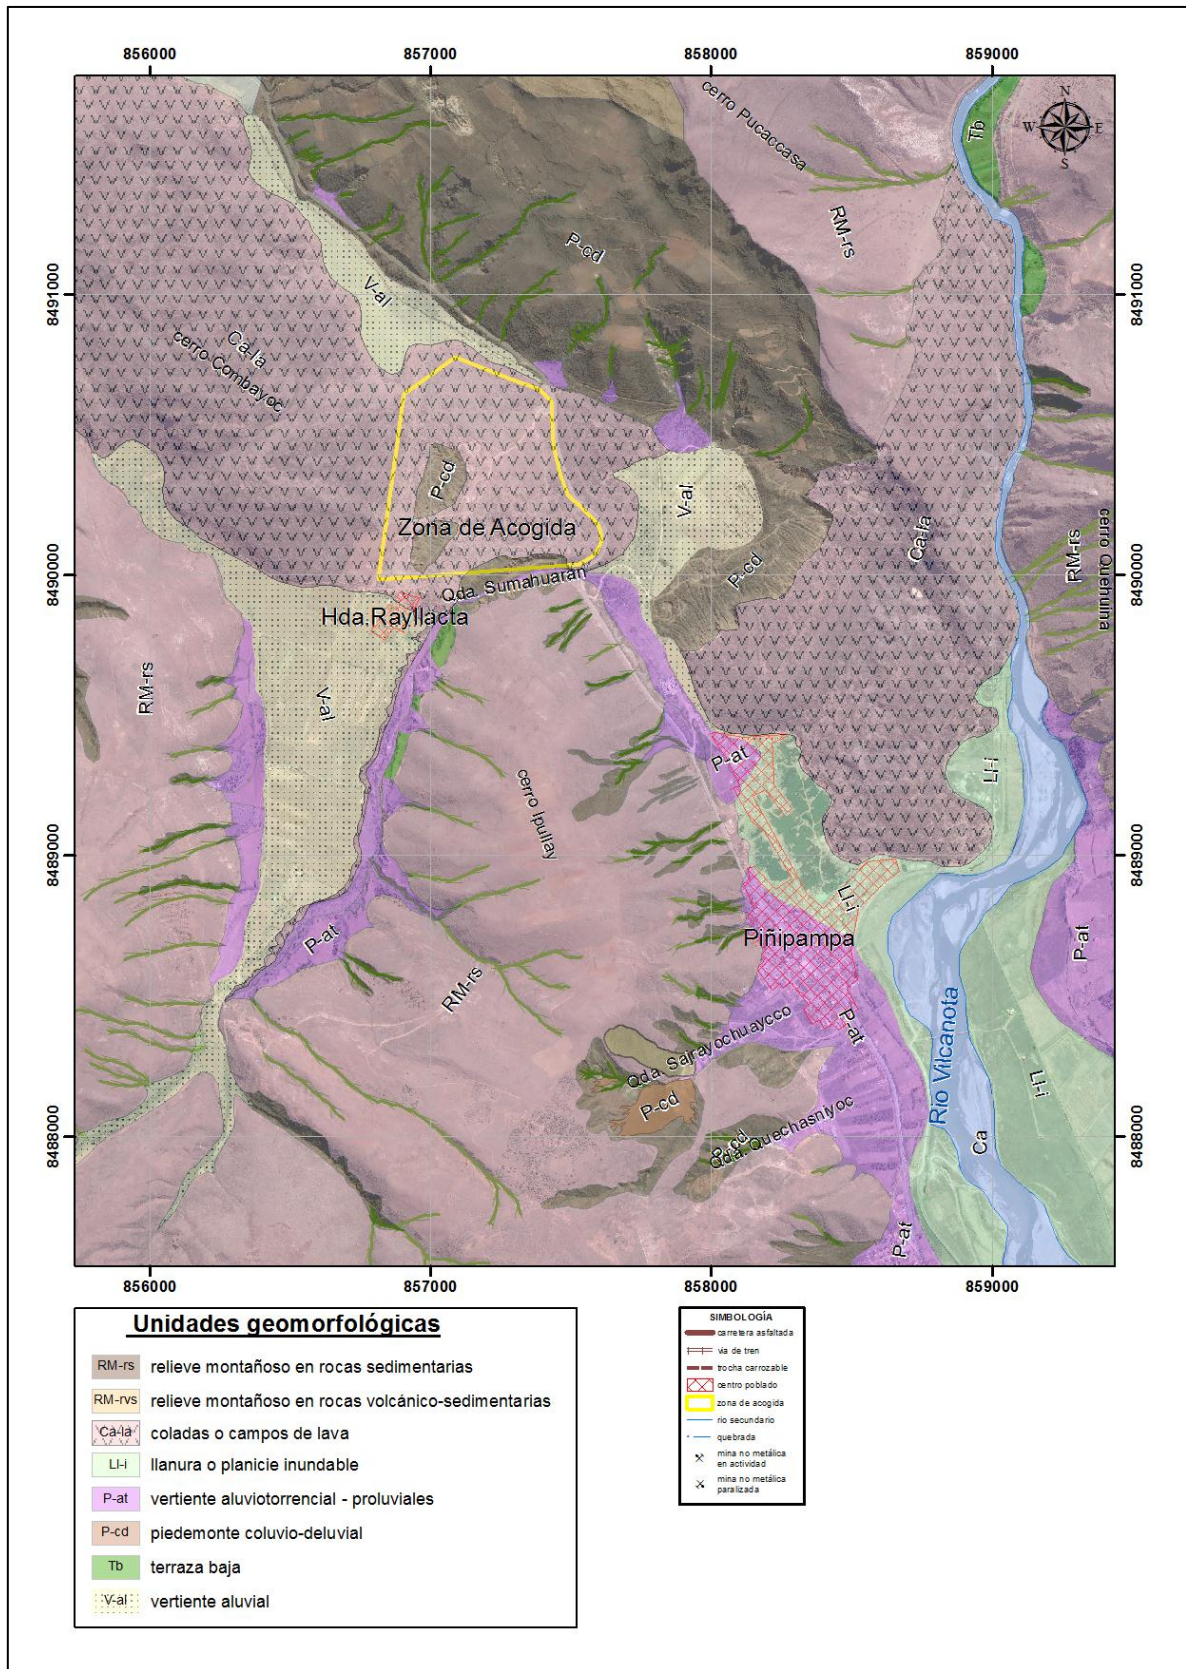 856000 857000 858000 859000
N
W E
S
cerro Pucaccasa
Tb
RM-rs
P-cd
8491000 8491000
V-al
Ca-la
cerro Combayoc
P-cd
V-al
Ca-la
RM-rs
cerro Quehuina
Zona de Acogida
8490000 8490000
P-cd
Qda. Sumahuaran
Hda.Rayllacta
RM-rs
V-al
P-at
Ll-i
cerro Ipullay
P-at
8489000 8489000
Ll-i
P-at
Piñipampa
P-at
RM-rs
P-at
Río Vilcanota
Qda. Sajrayochuaycco
Ll-i
P-cd
8488000 8488000
P-cd
Qda. Quechasniyoc
Ca
P-at
856000 857000 858000 859000
Unidades geomorfológicas
RM-rs relieve montañoso en rocas sedimentarias
RM-rvs relieve montañoso en rocas volcánico-sedimentarias
Ca-la coladas o campos de lava
Ll-i llanura o planicie inundable
P-at vertiente aluviotorrencial - proluviales
P-cd piedemonte coluvio-deluvial
Tb terraza baja
V-al vertiente aluvial
SIMBOLOGÍA
carretera asfaltada
via de tren
trocha carrozable
centro poblado
zona de acogida
rio secundario
quebrada
mina no metálica
en actividad
mina no metálica
paralizada